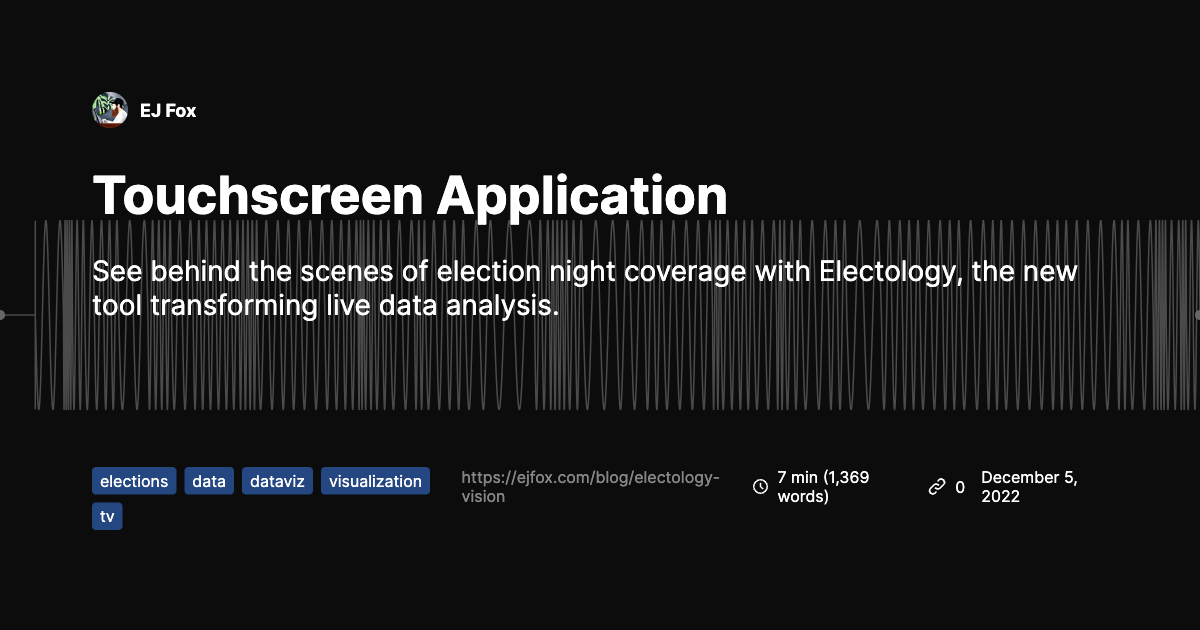 EJ Fox
Touchscreen Application
See behind the scenes of election night coverage with Electology, the new
tool transforming live data analysis.
elections data dataviz visualization
tv
https://ejfox.com/blog/electology-
vision
7 min (1,369
words)
0
December 5,
2022